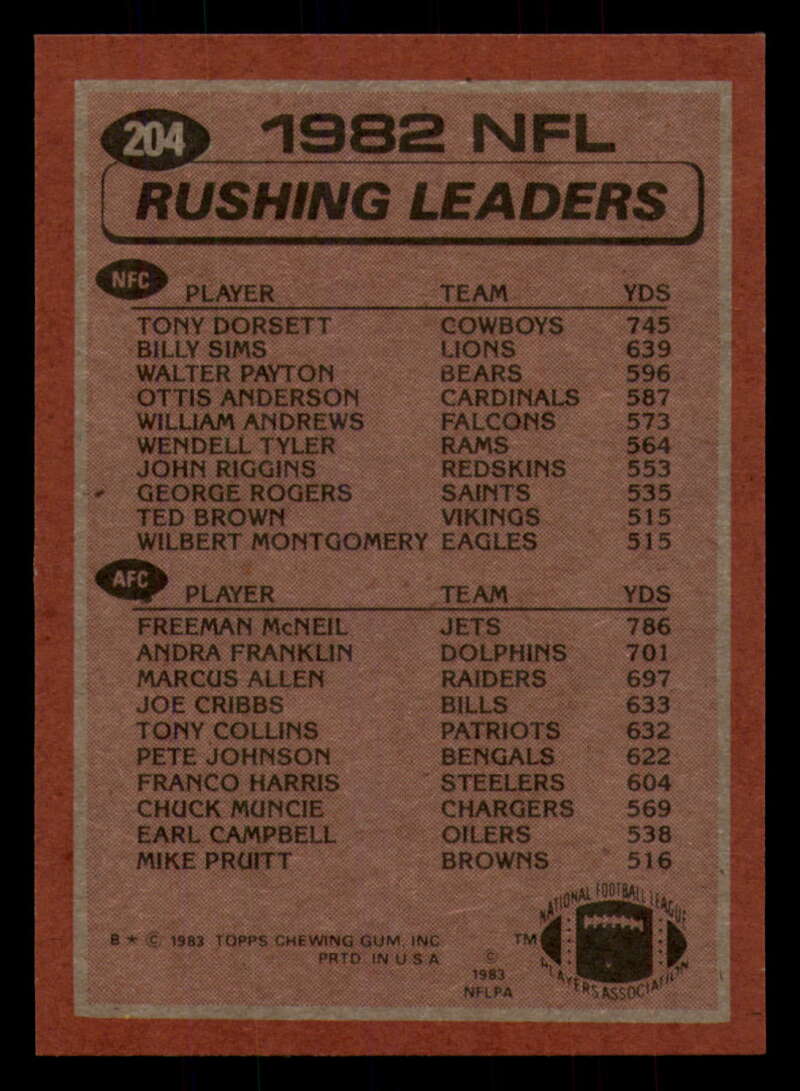 204 1982 NFL
RUSHING LEADERS
NFC PLAYER TEAM YDS
TONY DORSETT COWBOYS 745
BILLY SIMS LIONS 639
WALTER PAYTON BEARS 596
OTTIS ANDERSON CARDINALS 587
WILLIAM ANDREWS FALCONS 573
WENDELL TYLER RAMS 564
JOHN RIGGINS REDSKINS 553
GEORGE ROGERS SAINTS 535
TED BROWN VIKINGS 515
WILBERT MONTGOMERY EAGLES 515
AFC PLAYER TEAM YDS
FREEMAN McNEIL JETS 786
ANDRA FRANKLIN DOLPHINS 701
MARCUS ALLEN RAIDERS 697
JOE CRIBBS BILLS 633
TONY COLLINS PATRIOTS 632
PETE JOHNSON BENGALS 622
FRANCO HARRIS STEELERS 604
CHUCK MUNCIE CHARGERS 569
EARL CAMPBELL OILERS 538
MIKE PRUITT BROWNS 516
B * © 1983 TOPPS CHEWING GUM, INC.
PRTD. IN U.S.A.
© 1983 NFLPA
TM
NATIONAL FOOTBALL LEAGUE
PLAYERS ASSOCIATION